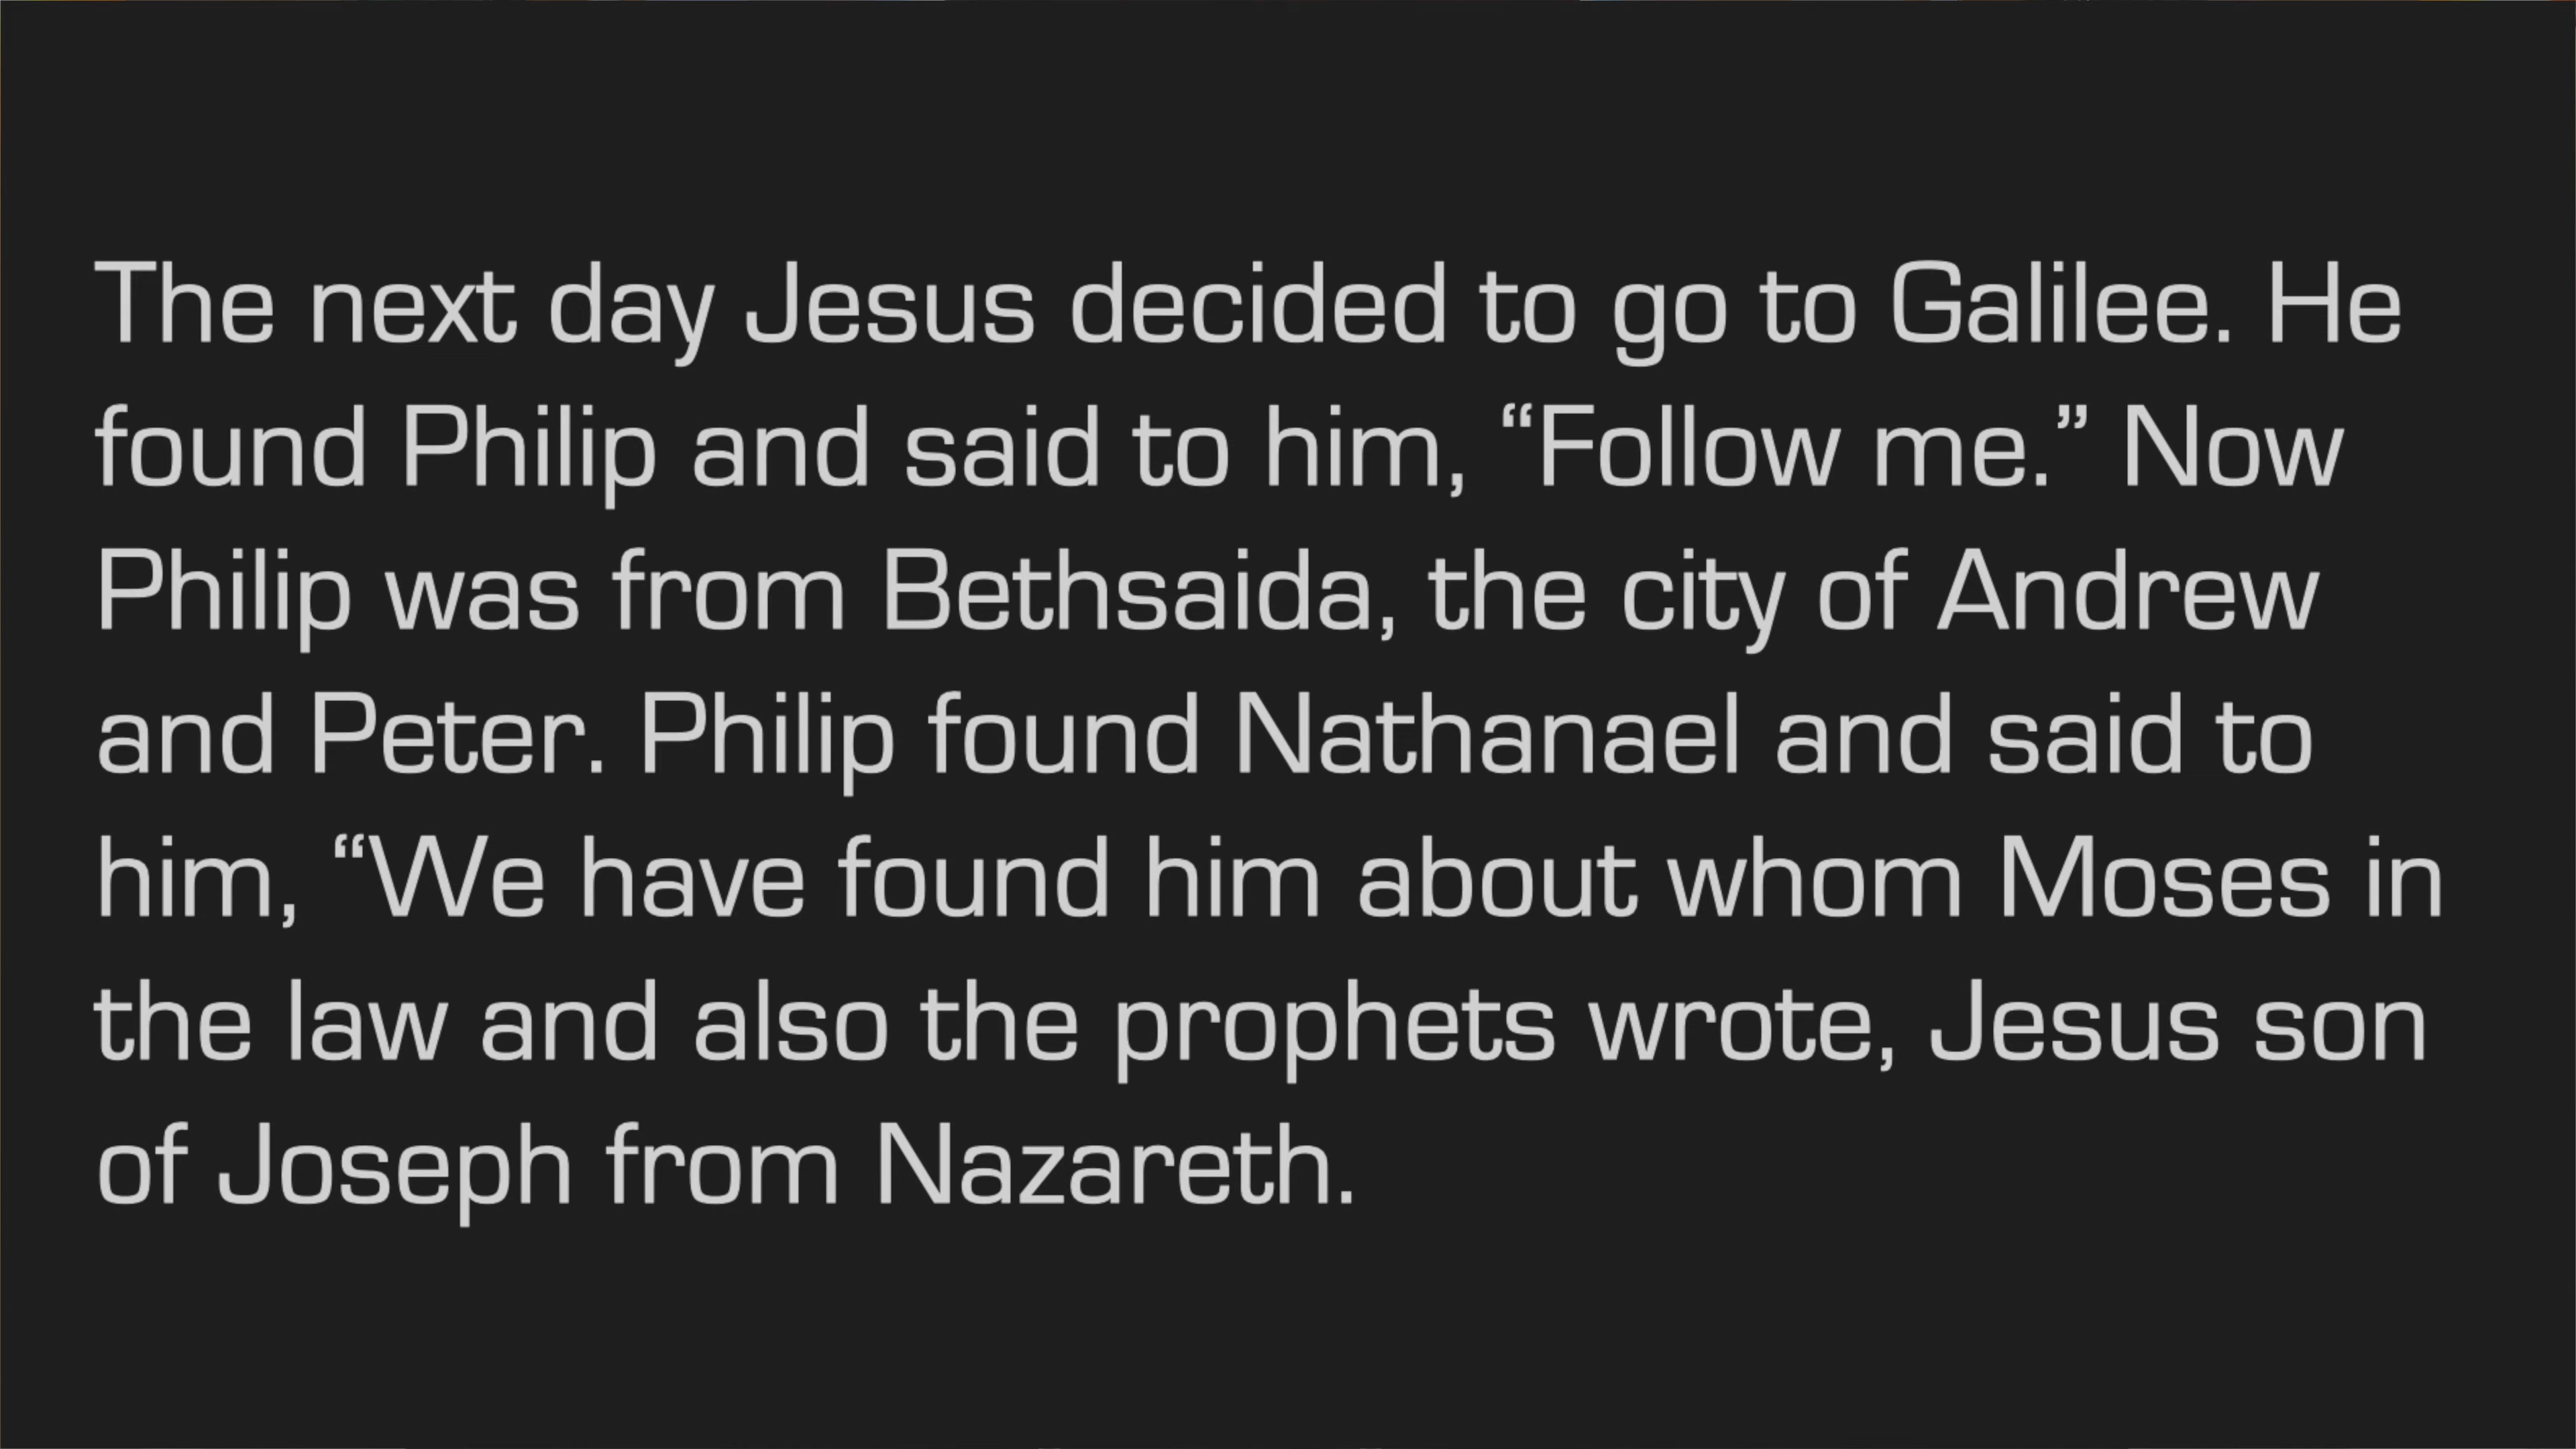 The next day Jesus decided to go to Galilee. He
found Philip and said to him, “Follow me.” Now
Philip was from Bethsaida, the city of Andrew
and Peter. Philip found Nathanael and said to
him, “We have found him about whom Moses in
the law and also the prophets wrote, Jesus son
of Joseph from Nazareth.